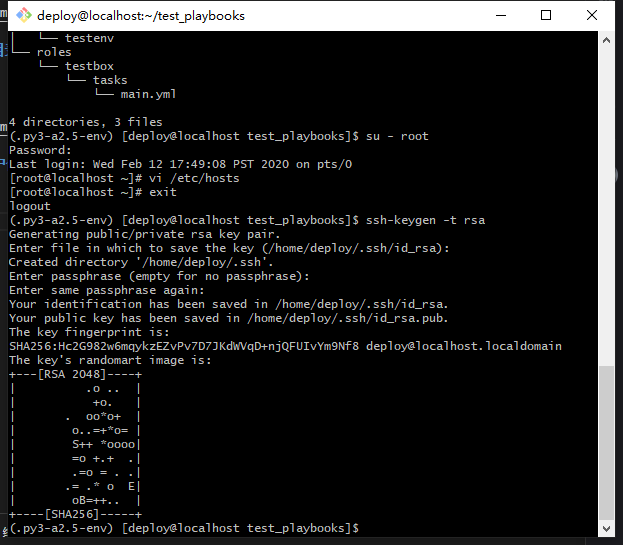 deploy@localhost:~/test_playbooks
│   └── testenv
└── roles
    └── testbox
        └── tasks
            └── main.yml
4 directories, 3 files
(.py3-a2.5-env) [deploy@localhost test_playbooks]$ su - root
Password:
Last login: Wed Feb 12 17:49:08 PST 2020 on pts/0
[root@localhost ~]# vi /etc/hosts
[root@localhost ~]# exit
logout
(.py3-a2.5-env) [deploy@localhost test_playbooks]$ ssh-keygen -t rsa
Generating public/private rsa key pair.
Enter file in which to save the key (/home/deploy/.ssh/id_rsa):
Created directory '/home/deploy/.ssh'.
Enter passphrase (empty for no passphrase):
Enter same passphrase again:
Your identification has been saved in /home/deploy/.ssh/id_rsa.
Your public key has been saved in /home/deploy/.ssh/id_rsa.pub.
The key fingerprint is:
SHA256:Hc2G982w6mqykzEZvPv7D7JKdWVqD+njQFUIvYm9Nf8 deploy@localhost.localdomain
The key's randomart image is:
+---[RSA 2048]----+
|          .o ..  |
|           +o.   |
|       .  oo*o+  |
|        o..=+*o= |
|        S++ *oooo|
|        =o +.+  .|
|        .=o = . .|
|       .= .* o  E|
|        oB=++..  |
+----[SHA256]-----+
(.py3-a2.5-env) [deploy@localhost test_playbooks]$